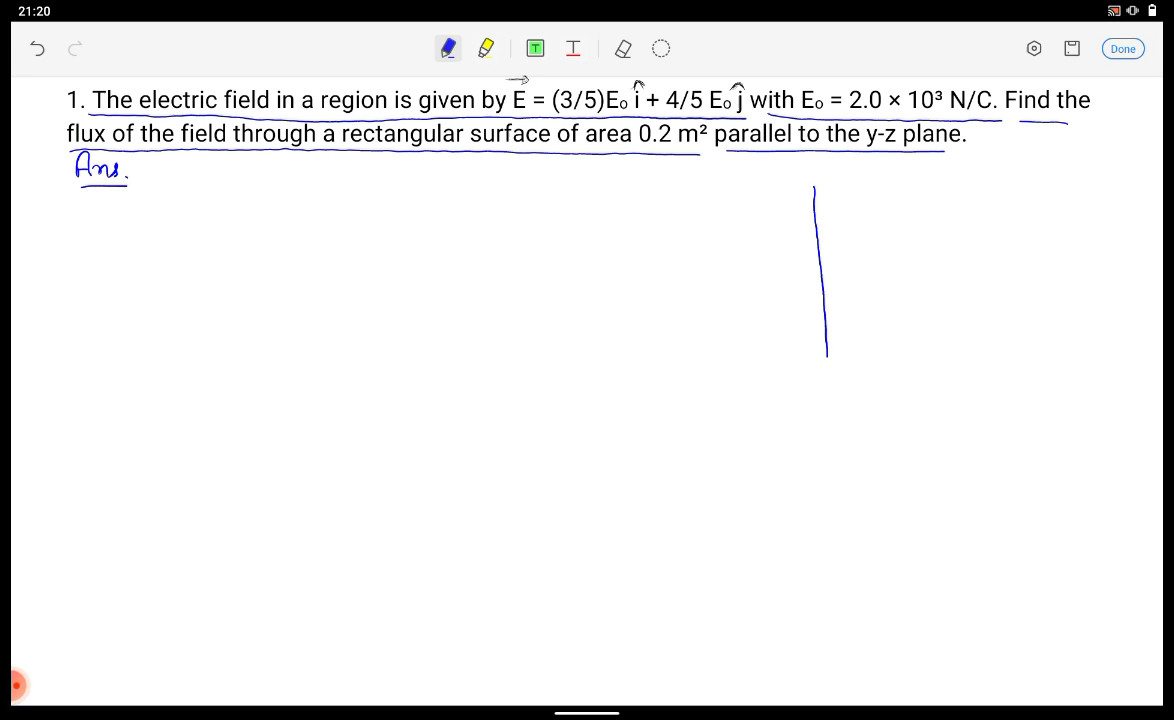 21:20
Done
1. The electric field in a region is given by E⃗ = (3/5)E₀ î + 4/5 E₀ ĵ with E₀ = 2.0 × 10³ N/C. Find the
flux of the field through a rectangular surface of area 0.2 m² parallel to the y-z plane.
Ans.